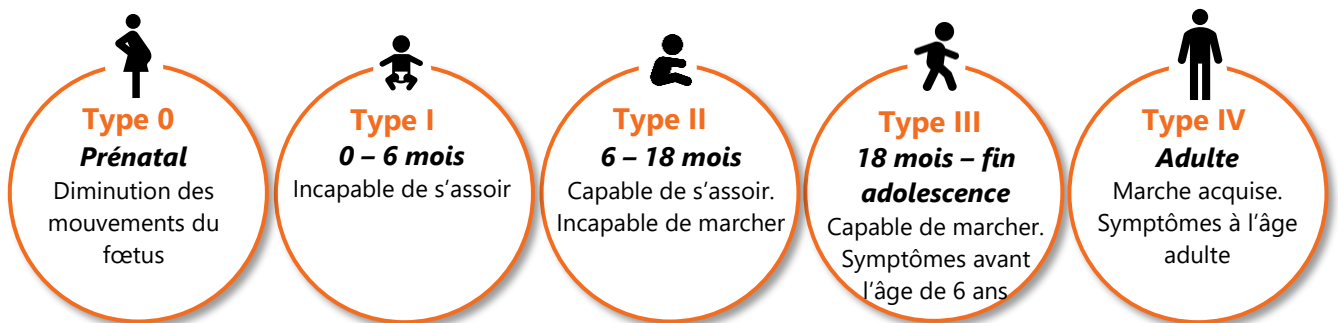 Type 0
Prénatal
Diminution des
mouvements du
fœtus
Type I
0 – 6 mois
Incapable de s’assoir
Type II
6 – 18 mois
Capable de s’assoir.
Incapable de marcher
Type III
18 mois – fin
adolescence
Capable de marcher.
Symptômes avant
l’âge de 6 ans
Type IV
Adulte
Marche acquise.
Symptômes à l’âge
adulte